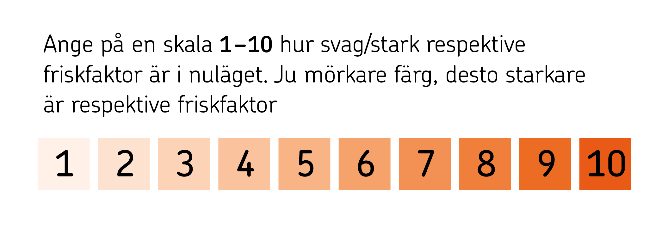 Ange på en skala 1–10 hur svag/stark respektive
friskfaktor är i nuläget. Ju mörkare färg, desto starkare
är respektive friskfaktor
1 2 3 4 5 6 7 8 9 10